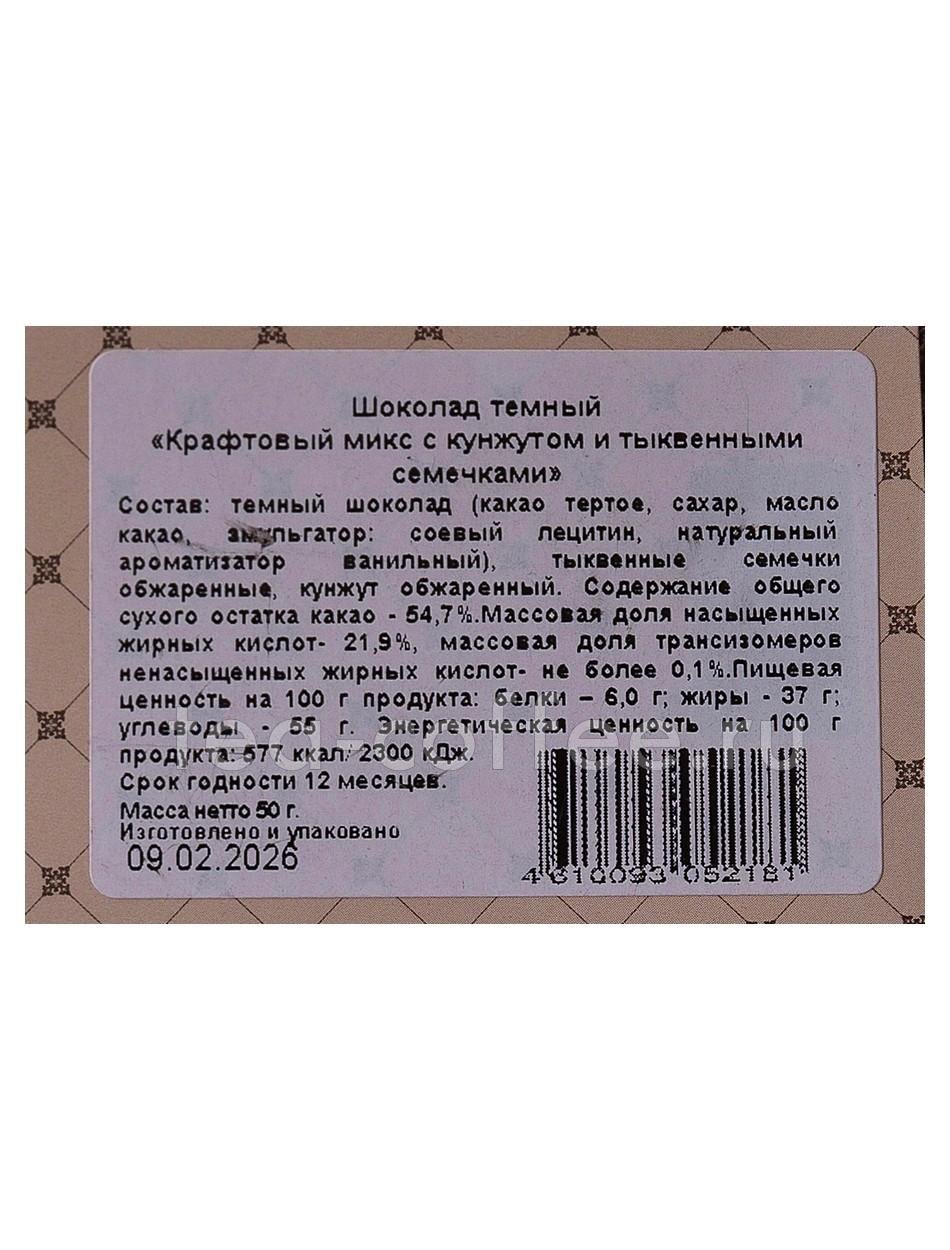 Шоколад темный
«Крафтовый микс с кунжутом и тыквенными
семечками»
Состав: темный шоколад (какао тертое, сахар, масло
какао, эмульгатор: соевый лецитин, натуральный
ароматизатор ванильный), тыквенные семечки
обжаренные, кунжут обжаренный. Содержание общего
сухого остатка какао - 54,7%.Массовая доля насыщенных
жирных кислот- 21,9%, массовая доля трансизомеров
ненасыщенных жирных кислот- не более 0,1%.Пищевая
ценность на 100 г продукта: белки – 6,0 г; жиры - 37 г;
углеводы - 55 г. Энергетическая ценность на 100 г
продукта: 577 ккал. 2300 кДж.
Срок годности 12 месяцев.
Масса нетто 50 г.
Изготовлено и упаковано
09.02.2026
4 610093 052181
tea-coffee.ru